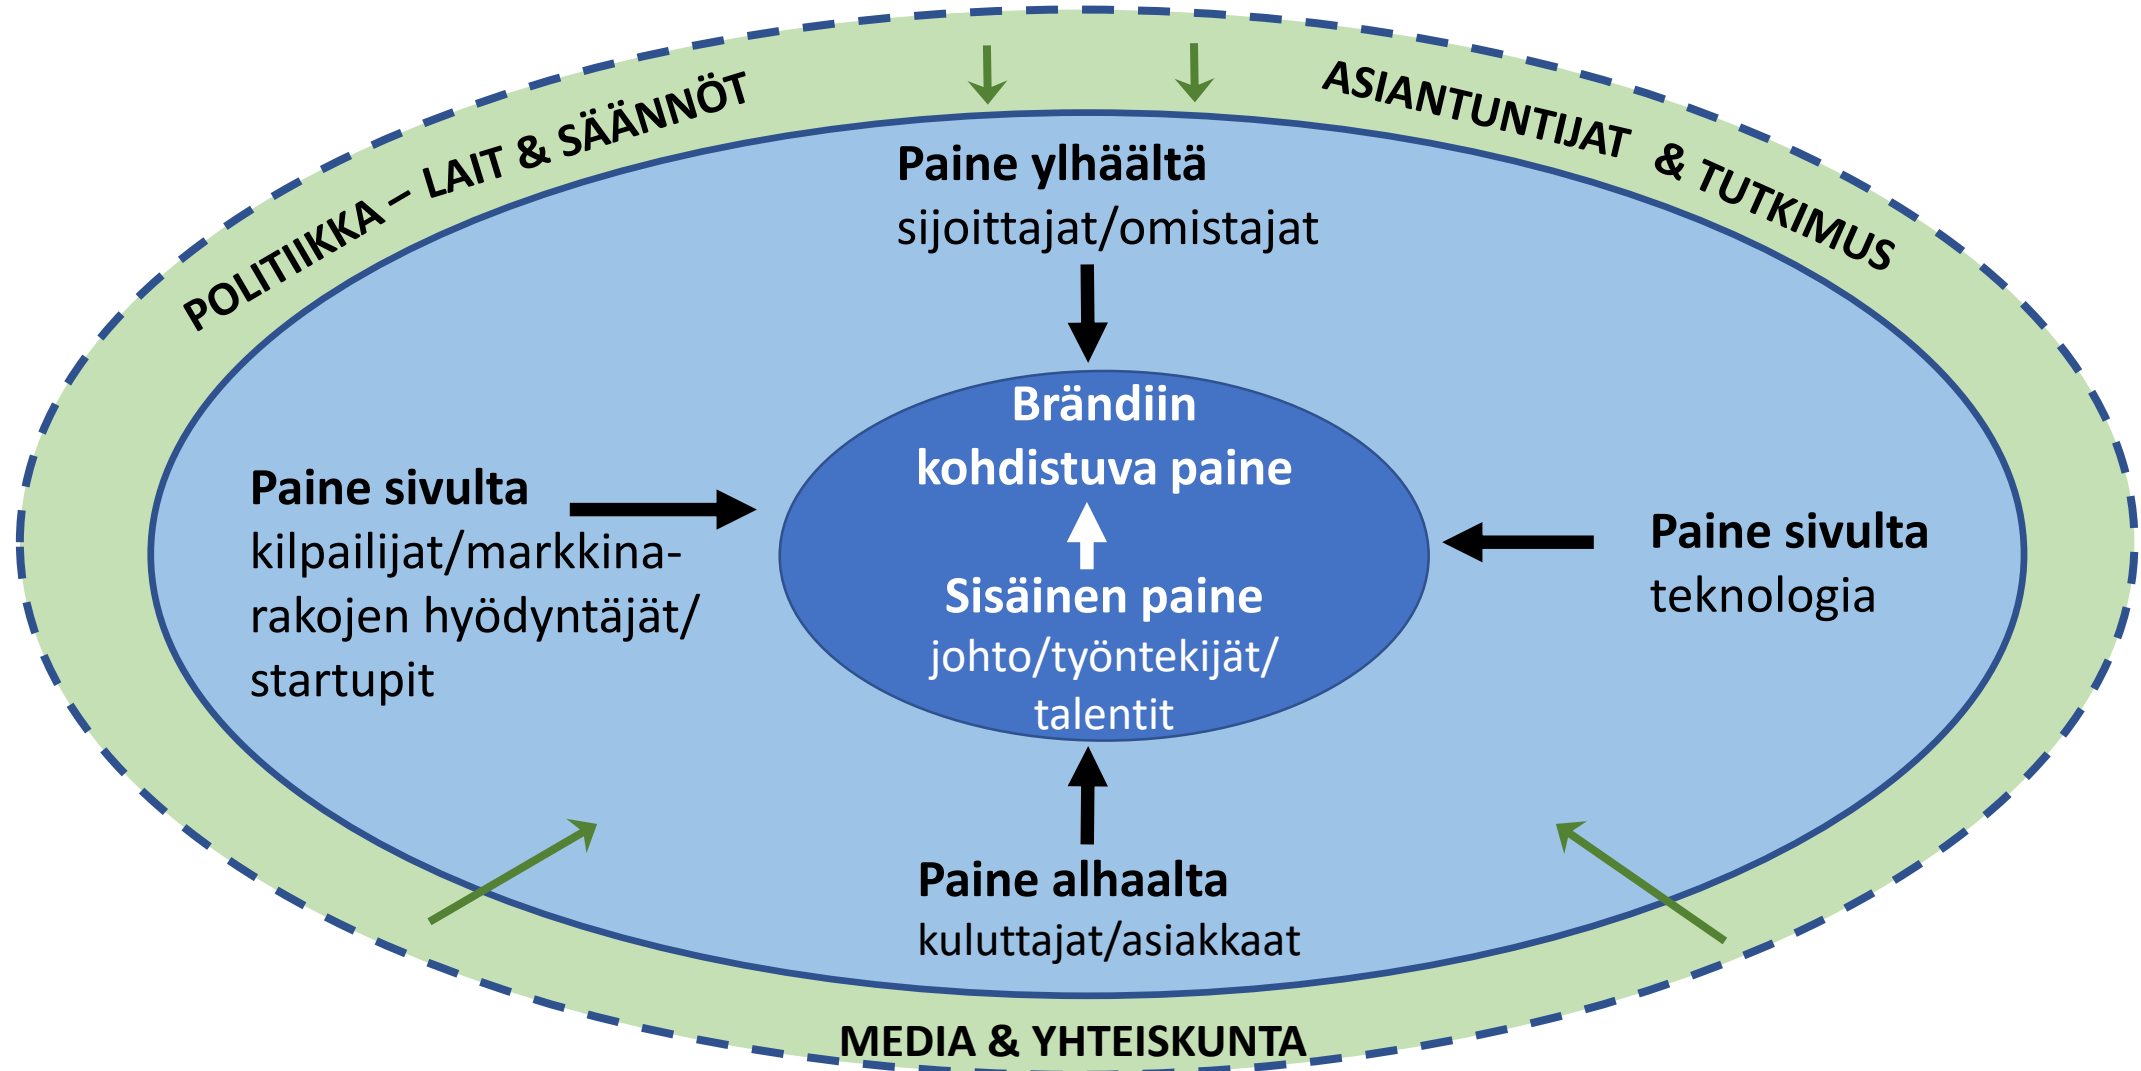 POLITIIKKA – LAIT & SÄÄNNÖT
ASIANTUNTIJAT & TUTKIMUS
Paine ylhäältä
sijoittajat/omistajat
Brändiin
kohdistuva paine
Sisäinen paine
johto/työntekijät/
talentit
Paine sivulta
kilpailijat/markkina-
rakojen hyödyntäjät/
startupit
Paine sivulta
teknologia
Paine alhaalta
kuluttajat/asiakkaat
MEDIA & YHTEISKUNTA